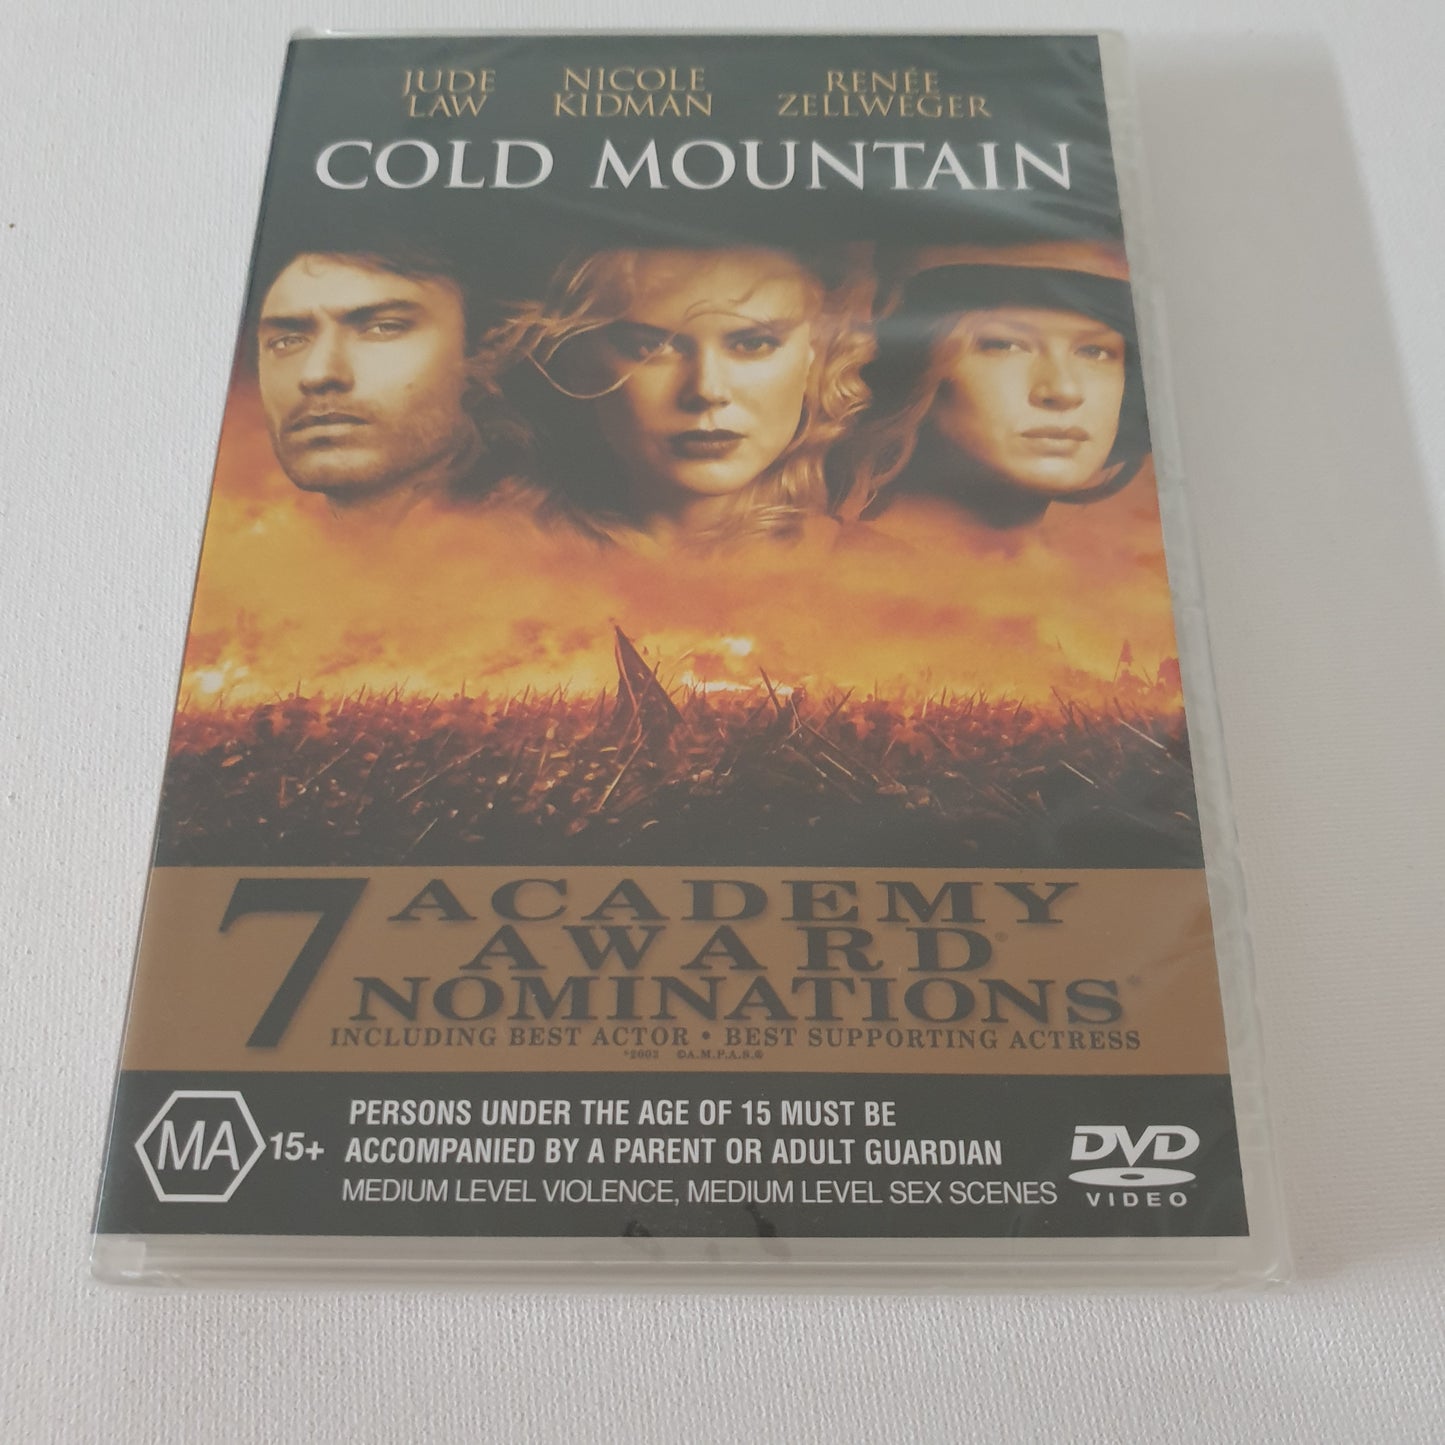 JUDE LAW NICOLE KIDMAN RENÉE ZELLWEGER
COLD MOUNTAIN
7 ACADEMY
AWARD®
NOMINATIONS*
INCLUDING BEST ACTOR • BEST SUPPORTING ACTRESS
*2003 ©A.M.P.A.S.®
MA 15+
PERSONS UNDER THE AGE OF 15 MUST BE
ACCOMPANIED BY A PARENT OR ADULT GUARDIAN
MEDIUM LEVEL VIOLENCE, MEDIUM LEVEL SEX SCENES
DVD
VIDEO